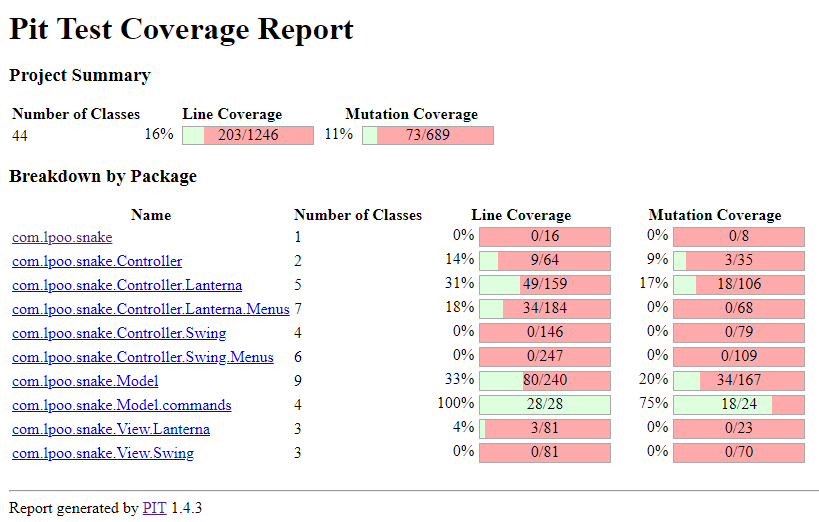 Pit Test Coverage Report
Project Summary
Number of Classes Line Coverage Mutation Coverage
44 16% 203/1246 11% 73/689
Breakdown by Package
Name Number of Classes Line Coverage Mutation Coverage
com.lpoo.snake 1 0% 0/16 0% 0/8
com.lpoo.snake.Controller 2 14% 9/64 9% 3/35
com.lpoo.snake.Controller.Lanterna 5 31% 49/159 17% 18/106
com.lpoo.snake.Controller.Lanterna.Menus 7 18% 34/184 0% 0/68
com.lpoo.snake.Controller.Swing 4 0% 0/146 0% 0/79
com.lpoo.snake.Controller.Swing.Menus 6 0% 0/247 0% 0/109
com.lpoo.snake.Model 9 33% 80/240 20% 34/167
com.lpoo.snake.Model.commands 4 100% 28/28 75% 18/24
com.lpoo.snake.View.Lanterna 3 4% 3/81 0% 0/23
com.lpoo.snake.View.Swing 3 0% 0/81 0% 0/70
Report generated by PIT 1.4.3